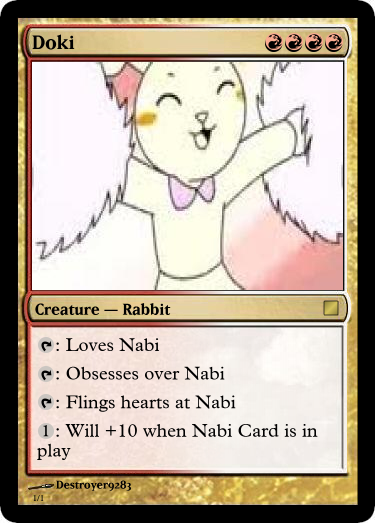 Doki
Creature — Rabbit
: Loves Nabi
: Obsesses over Nabi
: Flings hearts at Nabi
1: Will +10 when Nabi Card is in
play
Destroyer9283
1/1